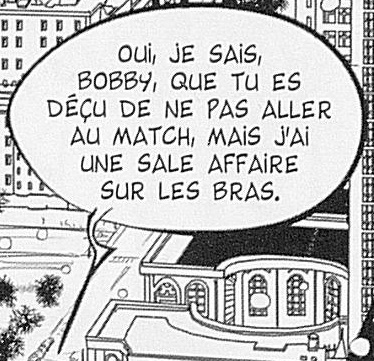 OUI, JE SAIS,
BOBBY, QUE TU ES
DÉÇU DE NE PAS ALLER
AU MATCH, MAIS J'AI
UNE SALE AFFAIRE
SUR LES BRAS.